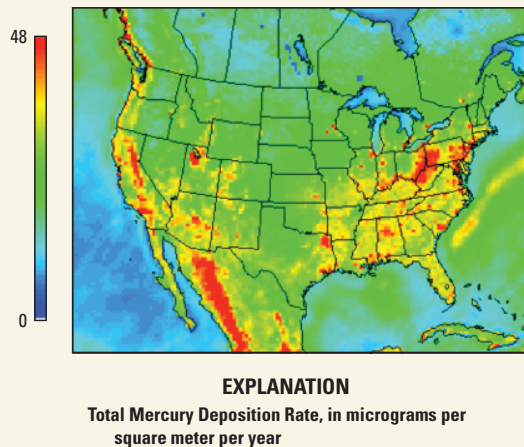 48
0
EXPLANATION
Total Mercury Deposition Rate, in micrograms per
square meter per year